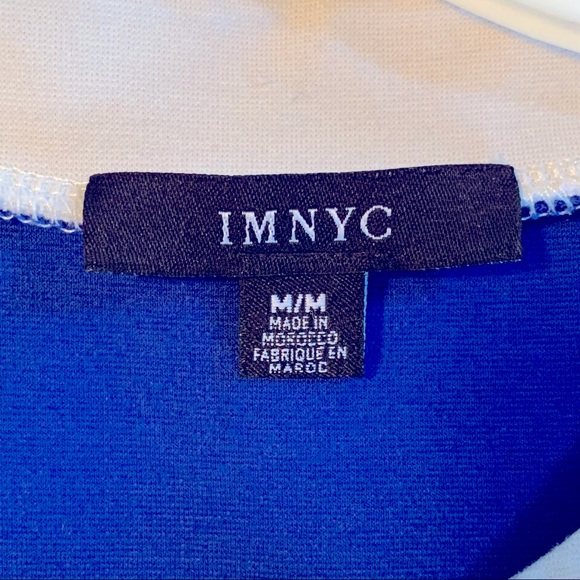 IMNYC
M/M
MADE IN
MOROCCO
FABRIQUE EN
MAROC